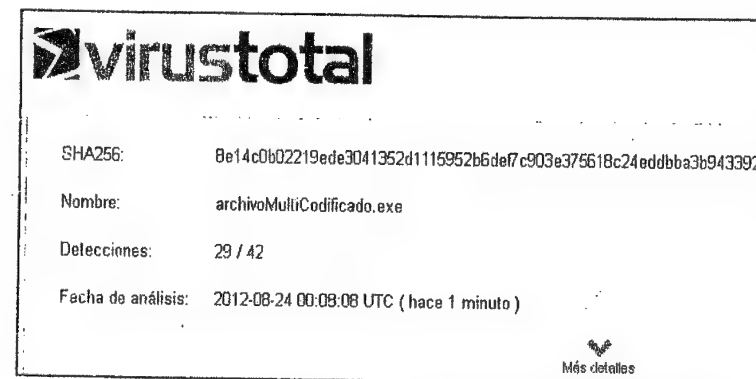 virustotal
SHA256: 8e14c0b02219ede3041352d1115952b6def7c903e375618c24eddbba3b943392
Nombre: archivoMultiCodificado.exe
Detecciones: 29 / 42
Fecha de análisis: 2012-08-24 00:08:08 UTC ( hace 1 minuto )
Más detalles